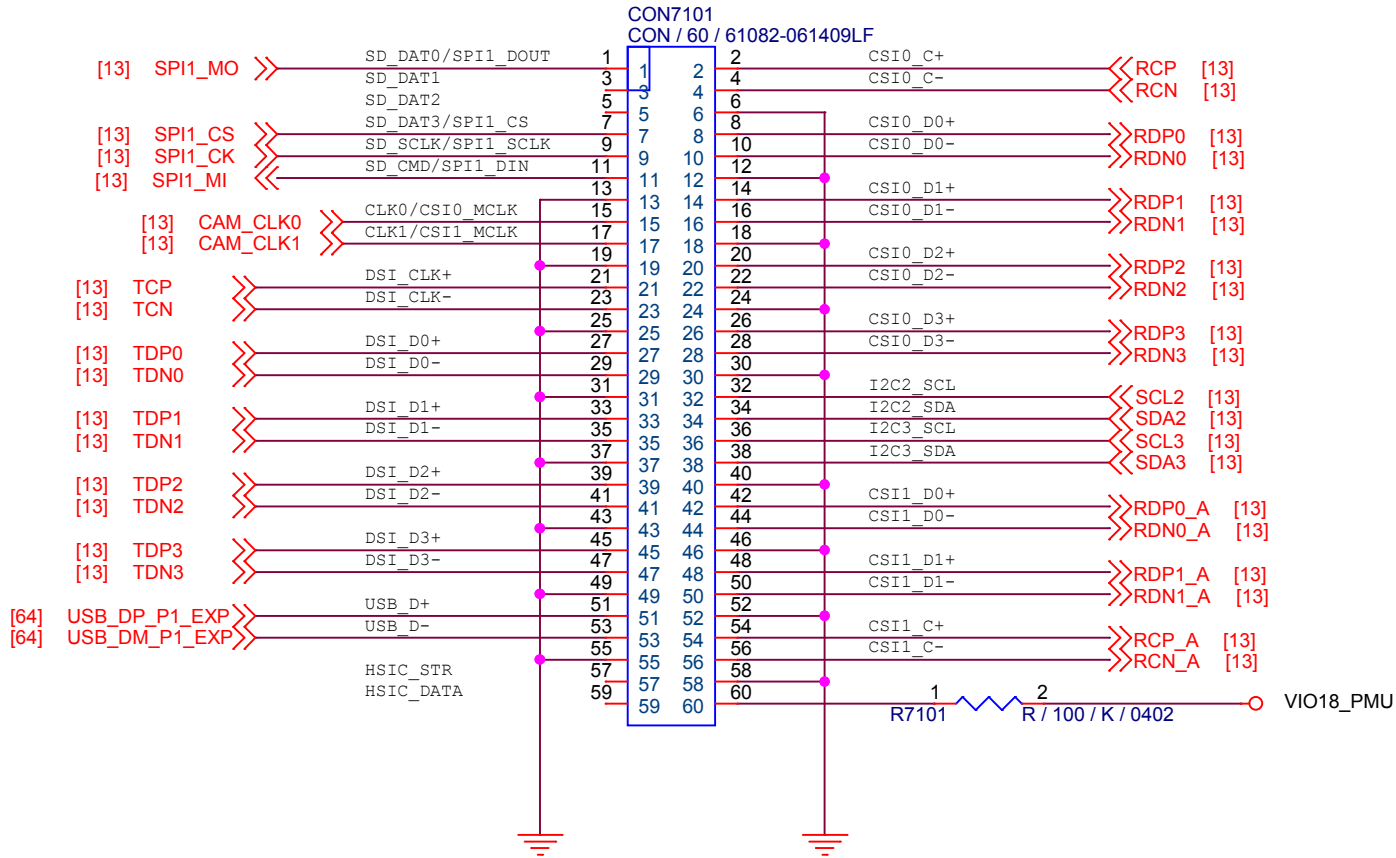 CON7101
CON / 60 / 61082-061409LF
[13] SPI1_MO SD_DAT0/SPI1_DOUT 1 1 2 2 CSI0_C+ RCP [13]
SD_DAT1 3 3 4 4 CSI0_C- RCN [13]
SD_DAT2 5 5 6 6
[13] SPI1_CS SD_DAT3/SPI1_CS 7 7 8 8 CSI0_D0+ RDP0 [13]
[13] SPI1_CK SD_SCLK/SPI1_SCLK 9 9 10 10 CSI0_D0- RDN0 [13]
[13] SPI1_MI SD_CMD/SPI1_DIN 11 11 12 12
13 13 14 14 CSI0_D1+ RDP1 [13]
[13] CAM_CLK0 CLK0/CSI0_MCLK 15 15 16 16 CSI0_D1- RDN1 [13]
[13] CAM_CLK1 CLK1/CSI1_MCLK 17 17 18 18
19 19 20 20 CSI0_D2+ RDP2 [13]
[13] TCP DSI_CLK+ 21 21 22 22 CSI0_D2- RDN2 [13]
[13] TCN DSI_CLK- 23 23 24 24
25 25 26 26 CSI0_D3+ RDP3 [13]
[13] TDP0 DSI_D0+ 27 27 28 28 CSI0_D3- RDN3 [13]
[13] TDN0 DSI_D0- 29 29 30 30
31 31 32 32 I2C2_SCL SCL2 [13]
[13] TDP1 DSI_D1+ 33 33 34 34 I2C2_SDA SDA2 [13]
[13] TDN1 DSI_D1- 35 35 36 36 I2C3_SCL SCL3 [13]
37 37 38 38 I2C3_SDA SDA3 [13]
[13] TDP2 DSI_D2+ 39 39 40 40
[13] TDN2 DSI_D2- 41 41 42 42 CSI1_D0+ RDP0_A [13]
43 43 44 44 CSI1_D0- RDN0_A [13]
[13] TDP3 DSI_D3+ 45 45 46 46
[13] TDN3 DSI_D3- 47 47 48 48 CSI1_D1+ RDP1_A [13]
49 49 50 50 CSI1_D1- RDN1_A [13]
[64] USB_DP_P1_EXP USB_D+ 51 51 52 52
[64] USB_DM_P1_EXP USB_D- 53 53 54 54 CSI1_C+ RCP_A [13]
55 55 56 56 CSI1_C- RCN_A [13]
HSIC_STR 57 57 58 58
HSIC_DATA 59 59 60 60 1 2 VIO18_PMU
R7101 R / 100 / K / 0402